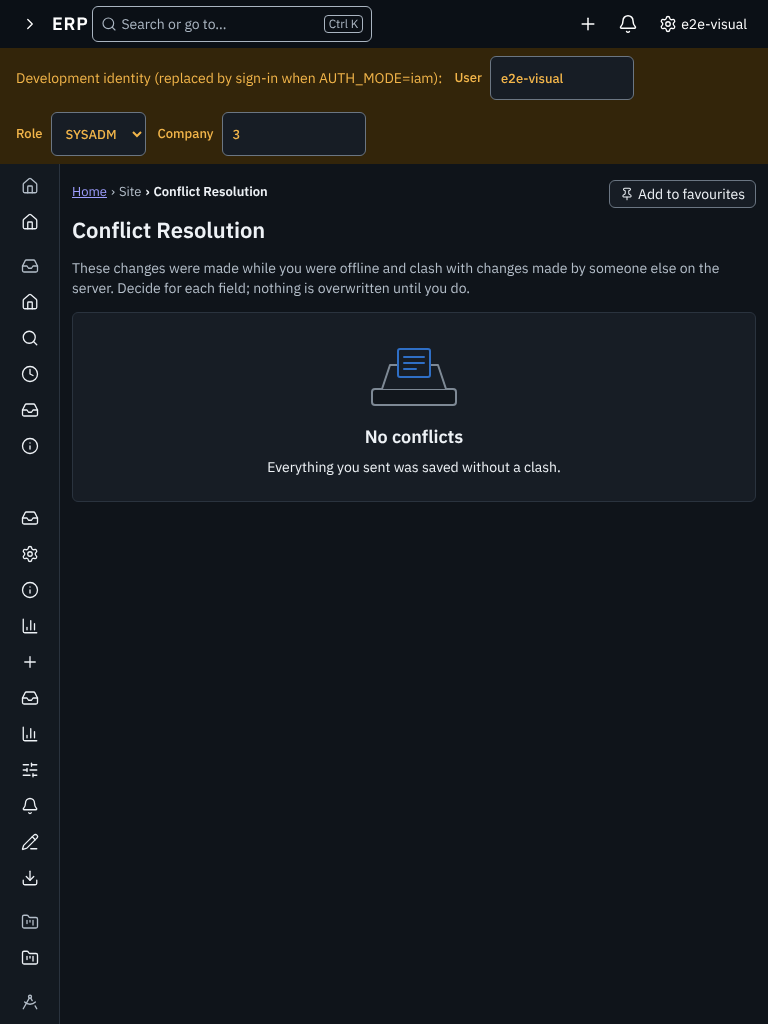 ERP
Search or go to...
Ctrl K
e2e-visual
Development identity (replaced by sign-in when AUTH_MODE=iam):
User
e2e-visual
Role
SYSADM
Company
3
Home › Site › Conflict Resolution
Add to favourites
Conflict Resolution
These changes were made while you were offline and clash with changes made by someone else on the
server. Decide for each field; nothing is overwritten until you do.
No conflicts
Everything you sent was saved without a clash.